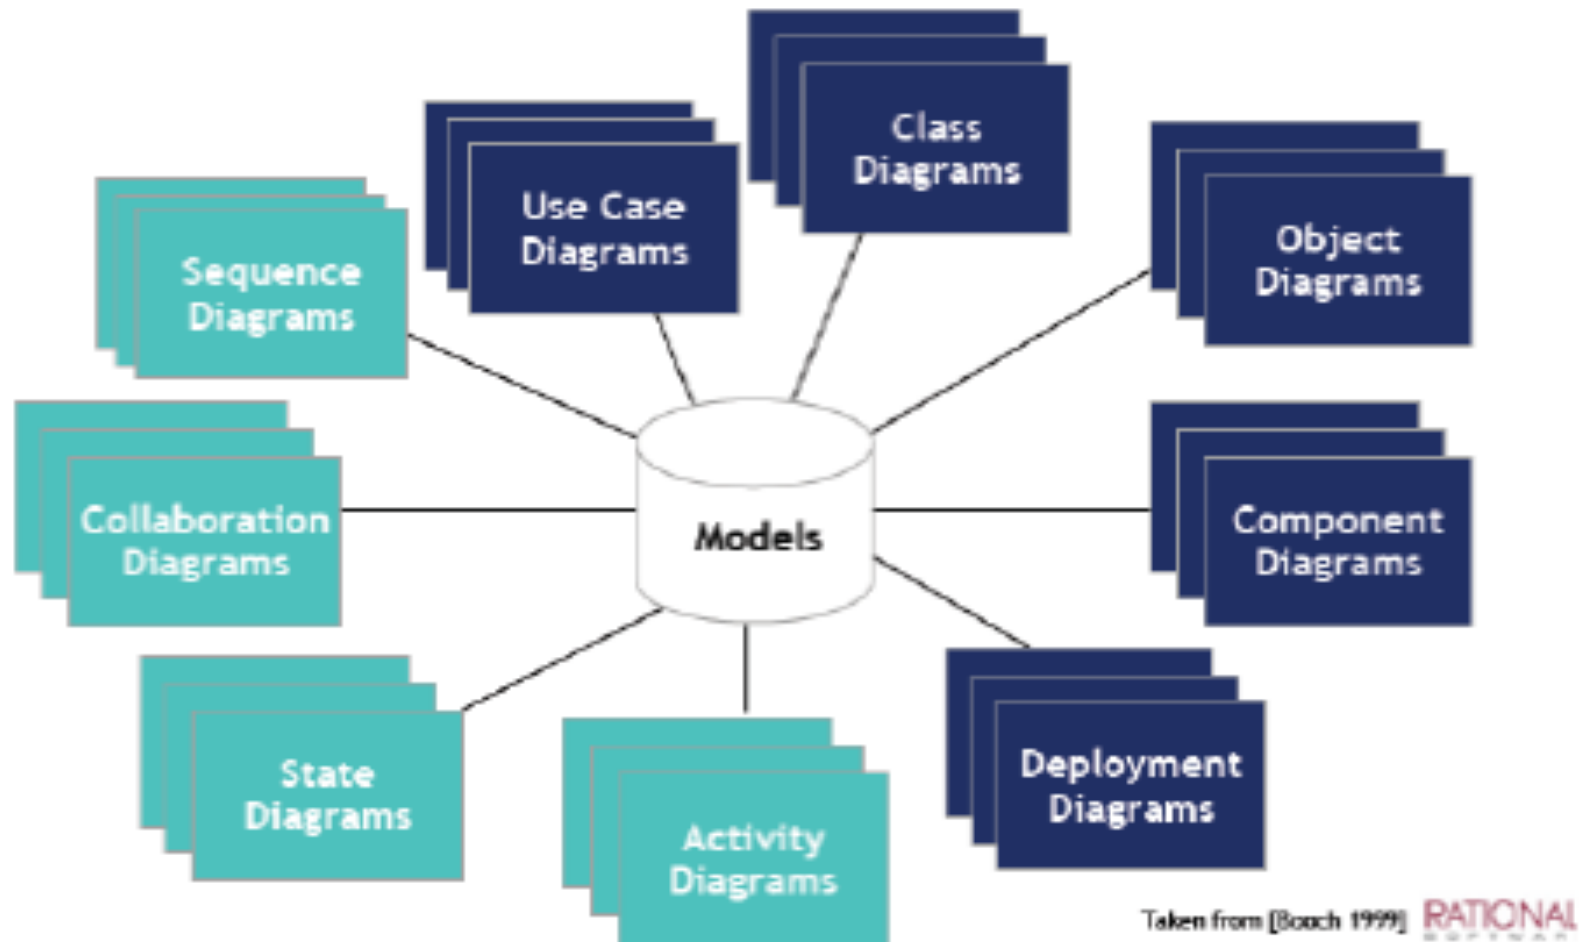 Class
Diagrams
Use Case
Diagrams
Object
Diagrams
Sequence
Diagrams
Models
Collaboration
Diagrams
Component
Diagrams
State
Diagrams
Deployment
Diagrams
Activity
Diagrams
Taken from [Booch 1999]
RATIONAL